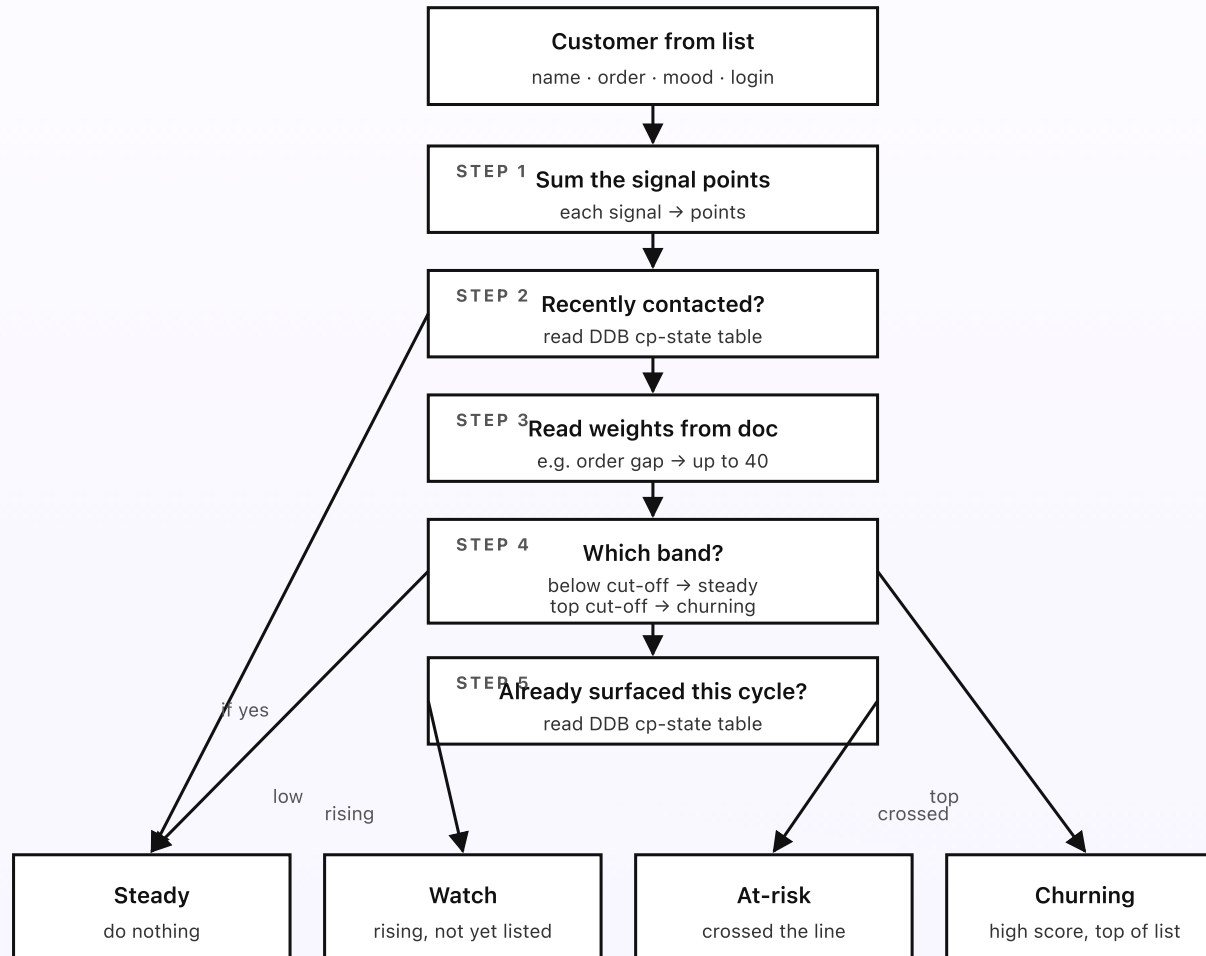 Customer from list
name · order · mood · login
STEP 1
Sum the signal points
each signal → points
STEP 2
Recently contacted?
read DDB cp-state table
STEP 3
Read weights from doc
e.g. order gap → up to 40
STEP 4
Which band?
below cut-off → steady
top cut-off → churning
STEP 5
Already surfaced this cycle?
read DDB cp-state table
if yes
low
top
rising
crossed
Steady
do nothing
Watch
rising, not yet listed
At-risk
crossed the line
Churning
high score, top of list